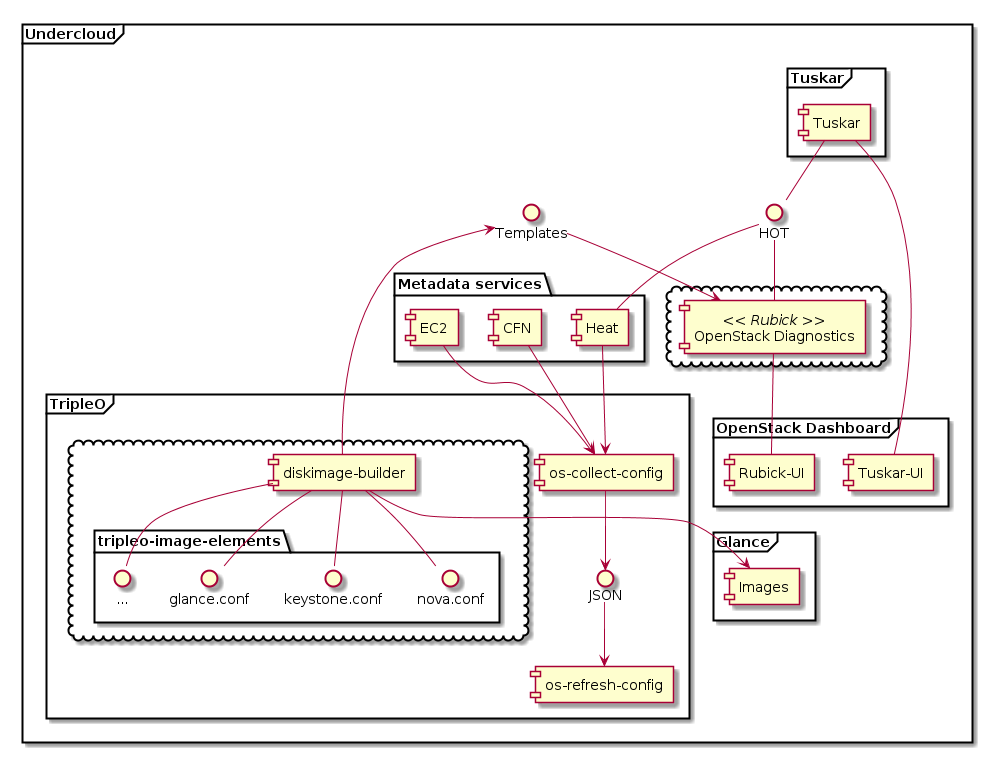 Undercloud
Tuskar
Tuskar
Templates
HOT
Metadata services
EC2
CFN
Heat
<< Rubick >>
OpenStack Diagnostics
TripleO
OpenStack Dashboard
diskimage-builder
os-collect-config
Rubick-UI
Tuskar-UI
tripleo-image-elements
Glance
...
glance.conf
keystone.conf
nova.conf
JSON
Images
os-refresh-config